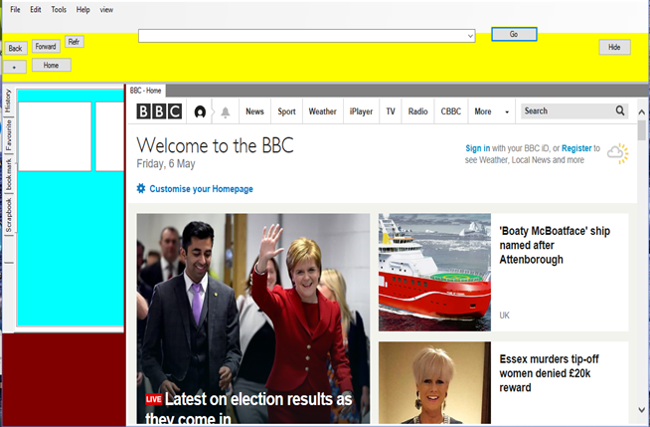 File Edit Tools Help view
Go
Back Forward Refr
Hide
+ Home
History
Favourite
book mark
Scrapbook
BBC - Home
BBC News Sport Weather iPlayer TV Radio CBBC More Search
Welcome to the BBC
Friday, 6 May
Sign in with your BBC iD, or Register to
see Weather, Local News and more
Customise your Homepage
LIVE Latest on election results as
they come in
'Boaty McBoatface' ship
named after
Attenborough
UK
Essex murders tip-off
women denied £20k
reward